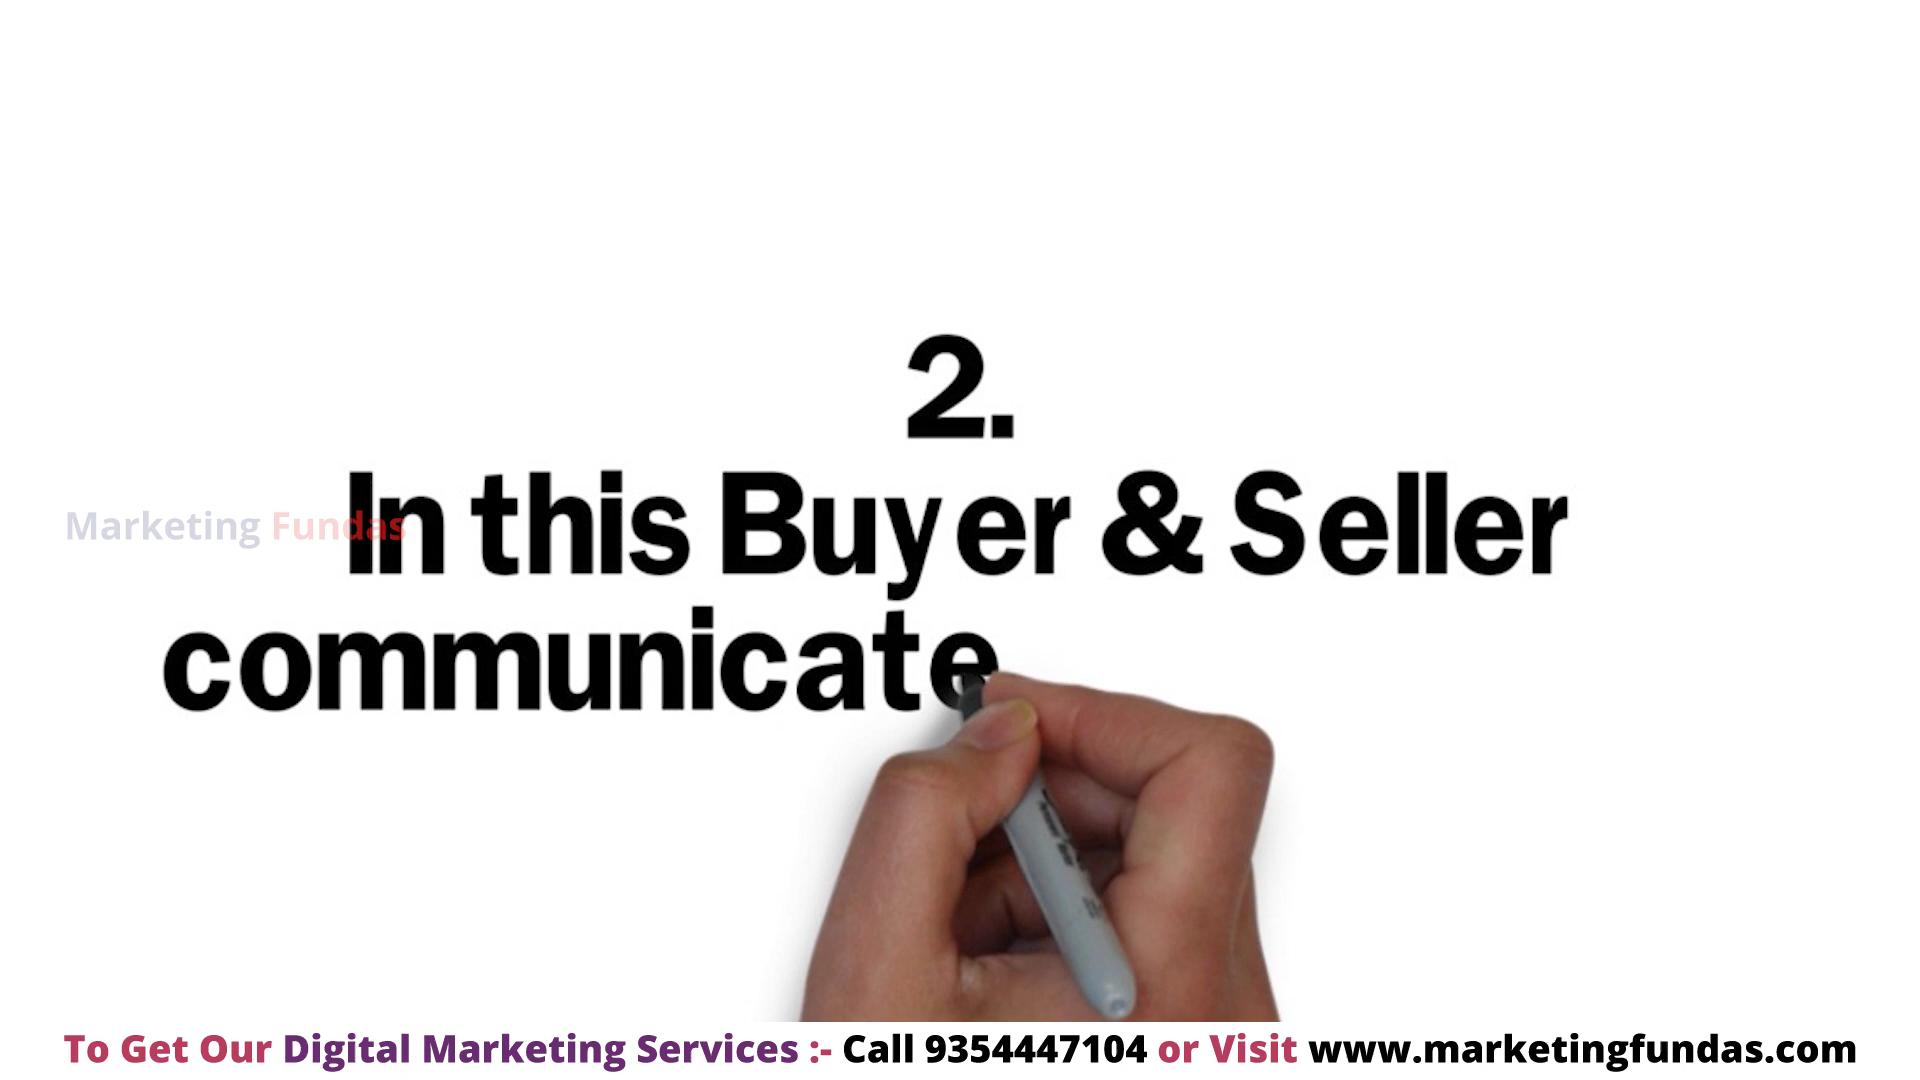 2.
In this Buyer & Seller
Marketing Fundas
communicate
To Get Our Digital Marketing Services :- Call 9354447104 or Visit www.marketingfundas.com